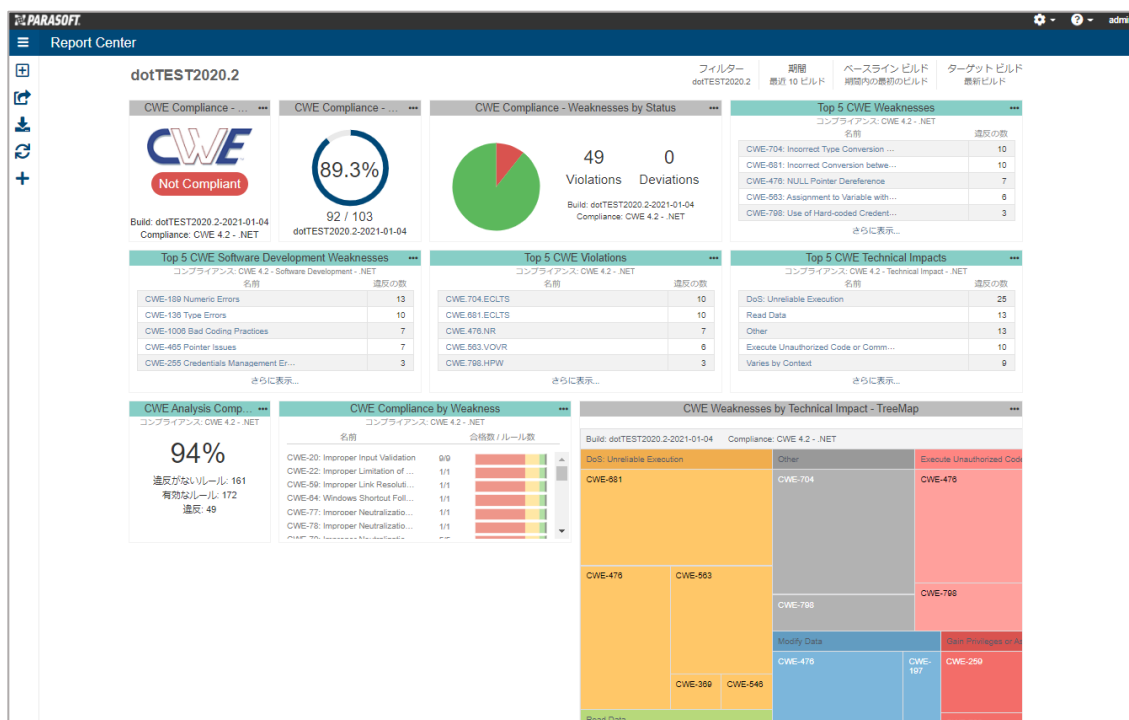 PARASOFT.
admi
Report Center
dotTEST2020.2
フィルター
dotTEST2020.2
期間
最近 10 ビルド
ベースライン ビルド
期間内の最初のビルド
ターゲット ビルド
最新ビルド
CWE Compliance - ...
CWE
Not Compliant
Build: dotTEST2020.2-2021-01-04
Compliance: CWE 4.2 - .NET
CWE Compliance - ...
89.3%
92 / 103
dotTEST2020.2-2021-01-04
CWE Compliance - Weaknesses by Status
49
Violations
0
Deviations
Build: dotTEST2020.2-2021-01-04
Compliance: CWE 4.2 - .NET
Top 5 CWE Weaknesses
コンプライアンス: CWE 4.2 - .NET
名前 違反の数
CWE-704: Incorrect Type Conversion ... 10
CWE-681: Incorrect Conversion betwe... 10
CWE-476: NULL Pointer Dereference 7
CWE-563: Assignment to Variable with... 6
CWE-798: Use of Hard-coded Credent... 3
さらに表示...
Top 5 CWE Software Development Weaknesses
コンプライアンス: CWE 4.2 - Software Development - .NET
名前 違反の数
CWE-189 Numeric Errors 13
CWE-136 Type Errors 10
CWE-1006 Bad Coding Practices 7
CWE-465 Pointer Issues 7
CWE-255 Credentials Management Er... 3
さらに表示...
Top 5 CWE Violations
コンプライアンス: CWE 4.2 - .NET
名前 違反の数
CWE.704.ECLTS 10
CWE.681.ECLTS 10
CWE.476.NR 7
CWE.563.VOVR 6
CWE.798.HPW 3
さらに表示...
Top 5 CWE Technical Impacts
コンプライアンス: CWE 4.2 - Technical Impact - .NET
名前 違反の数
DoS: Unreliable Execution 25
Read Data 13
Other 13
Execute Unauthorized Code or Comm... 10
Varies by Context 9
さらに表示...
CWE Analysis Comp...
コンプライアンス: CWE 4.2 - .NET
94%
違反がないルール: 161
有効なルール: 172
違反: 49
CWE Compliance by Weakness
コンプライアンス: CWE 4.2 - .NET
名前 合格数 / ルール数
CWE-20: Improper Input Validation 9/9
CWE-22: Improper Limitation of ... 1/1
CWE-59: Improper Link Resoluti... 1/1
CWE-64: Windows Shortcut Foll... 1/1
CWE-77: Improper Neutralizatio... 1/1
CWE-78: Improper Neutralizatio... 1/1
CWE Weaknesses by Technical Impact - TreeMap
Build: dotTEST2020.2-2021-01-04 Compliance: CWE 4.2 - .NET
DoS: Unreliable Execution
CWE-681
CWE-476
CWE-563
CWE-369
CWE-546
Read Data
Other
CWE-704
CWE-798
Modify Data
CWE-476
CWE-
197
Execute Unauthorized Code
CWE-476
CWE-798
Gain Privileges or As
CWE-259